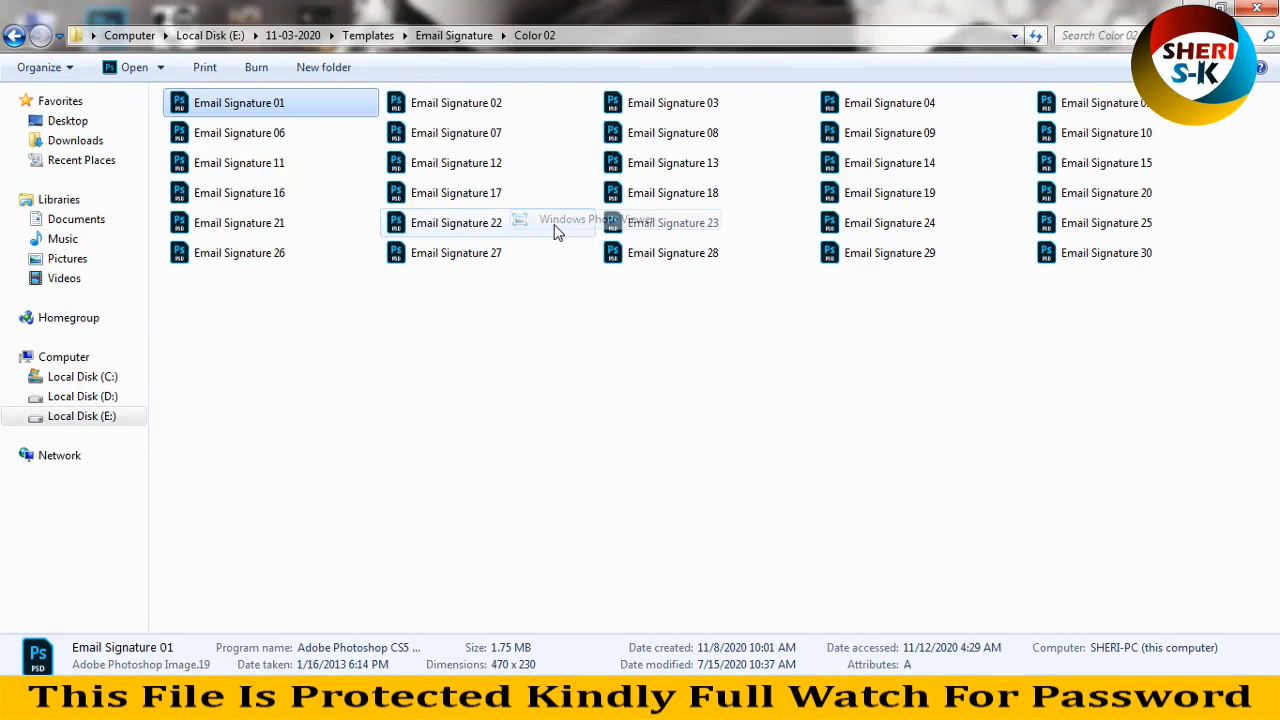 Computer Local Disk (E:) 11-03-2020 Templates Email Signature Color 02 Search Color 02
SHERI
S-K
Organize Ps Open Print Burn New folder
Favorites
Desktop
Downloads
Recent Places
Libraries
Documents
Music
Pictures
Videos
Homegroup
Computer
Local Disk (C:)
Local Disk (D:)
Local Disk (E:)
Network
Email Signature 01 Email Signature 02 Email Signature 03 Email Signature 04 Email Signature
Email Signature 06 Email Signature 07 Email Signature 08 Email Signature 09 Email Signature 10
Email Signature 11 Email Signature 12 Email Signature 13 Email Signature 14 Email Signature 15
Email Signature 16 Email Signature 17 Email Signature 18 Email Signature 19 Email Signature 20
Email Signature 21 Email Signature 22 Windows Photo Viewer Email Signature 23 Email Signature 24 Email Signature 25
Email Signature 26 Email Signature 27 Email Signature 28 Email Signature 29 Email Signature 30
Ps
PSD
Email Signature 01 Program name: Adobe Photoshop CS5 ... Size: 1.75 MB Date created: 11/8/2020 10:01 AM Date accessed: 11/12/2020 4:29 AM Computer: SHERI-PC (this computer)
Adobe Photoshop Image.19 Date taken: 1/16/2013 6:14 PM Dimensions: 470 x 230 Date modified: 7/15/2020 10:37 AM Attributes: A
This File Is Protected Kindly Full Watch For Password